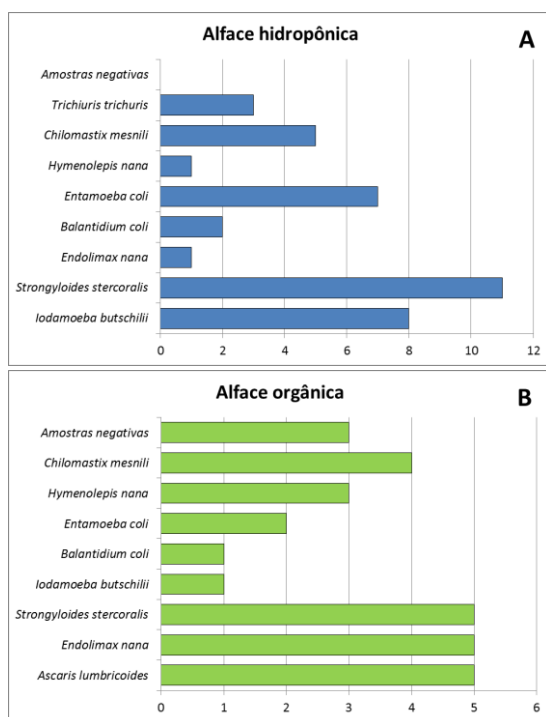 Alface hidropônica
A
Amostras negativas
Trichiuris trichuris
Chilomastix mesnili
Hymenolepis nana
Entamoeba coli
Balantidium coli
Endolimax nana
Strongyloides stercoralis
Iodamoeba butschilii
0 2 4 6 8 10 12
Alface orgânica
B
Amostras negativas
Chilomastix mesnili
Hymenolepis nana
Entamoeba coli
Balantidium coli
Iodamoeba butschilii
Strongyloides stercoralis
Endolimax nana
Ascaris lumbricoides
0 1 2 3 4 5 6